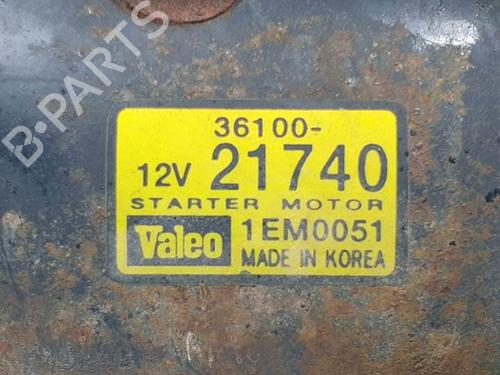 B-PARTS
36100-
12V 21740
STARTER MOTOR
Valeo 1EM0051
MADE IN KOREA